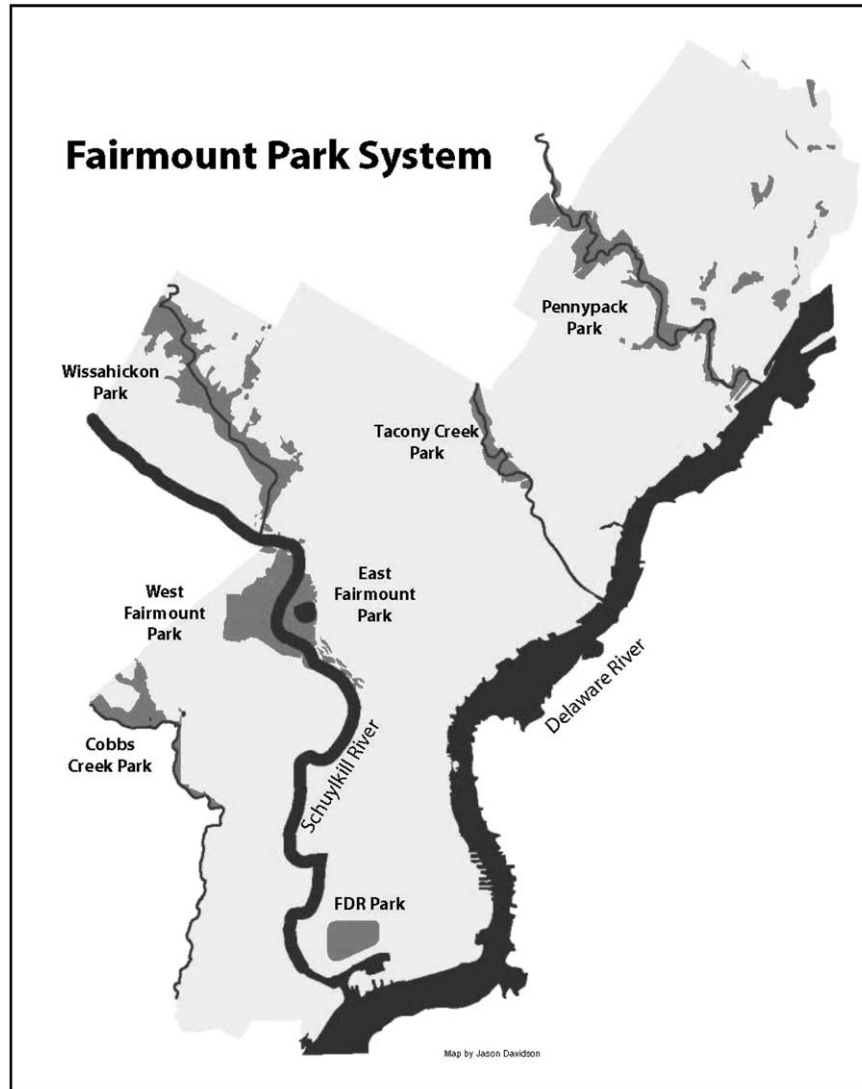 Fairmount Park System
Pennypack
Park
Wissahickon
Park
Tacony Creek
Park
West
Fairmount
Park
East
Fairmount
Park
Delaware River
Cobbs
Creek Park
Schuylkill River
FDR Park
Map by Jason Davidson